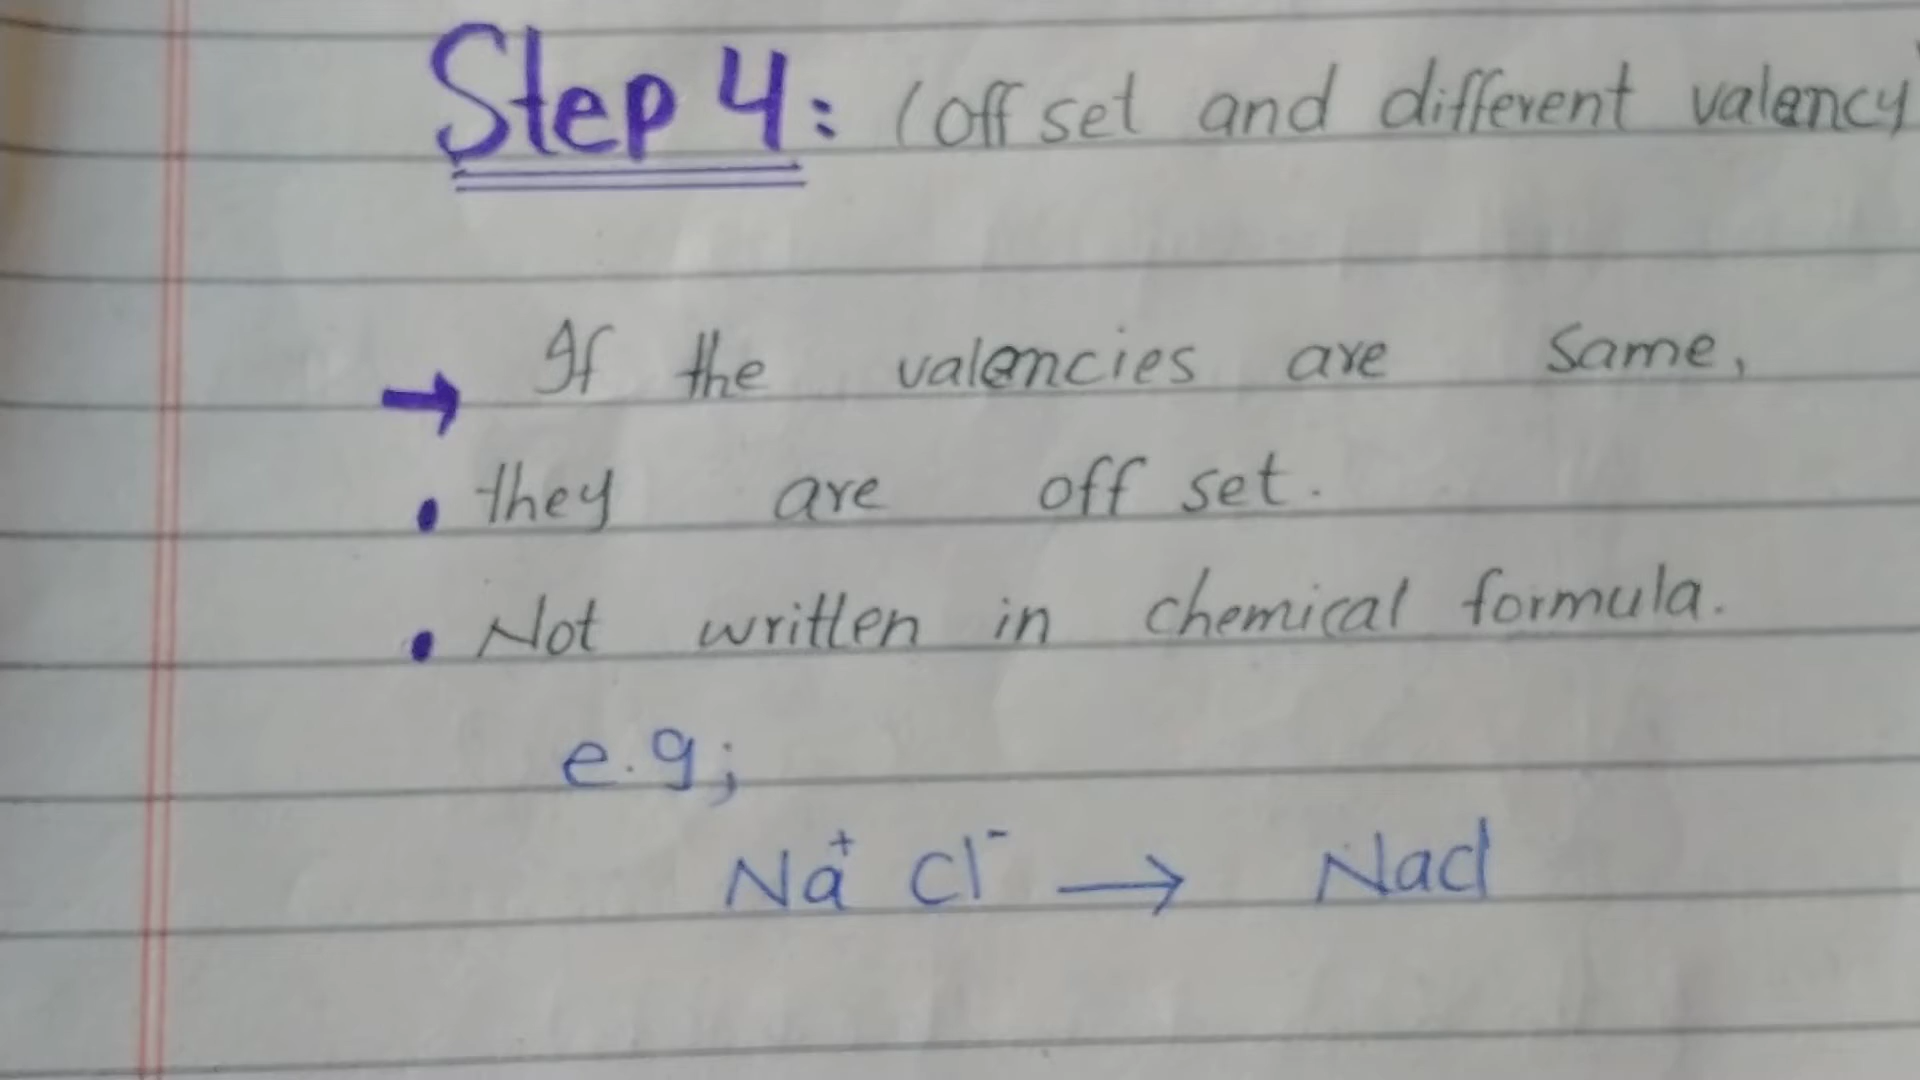 Step 4: (off set and different valency
→ If the valencies are same,
• they are off set.
• Not written in chemical formula.
e.g;
Na⁺ Cl⁻ → Nacl